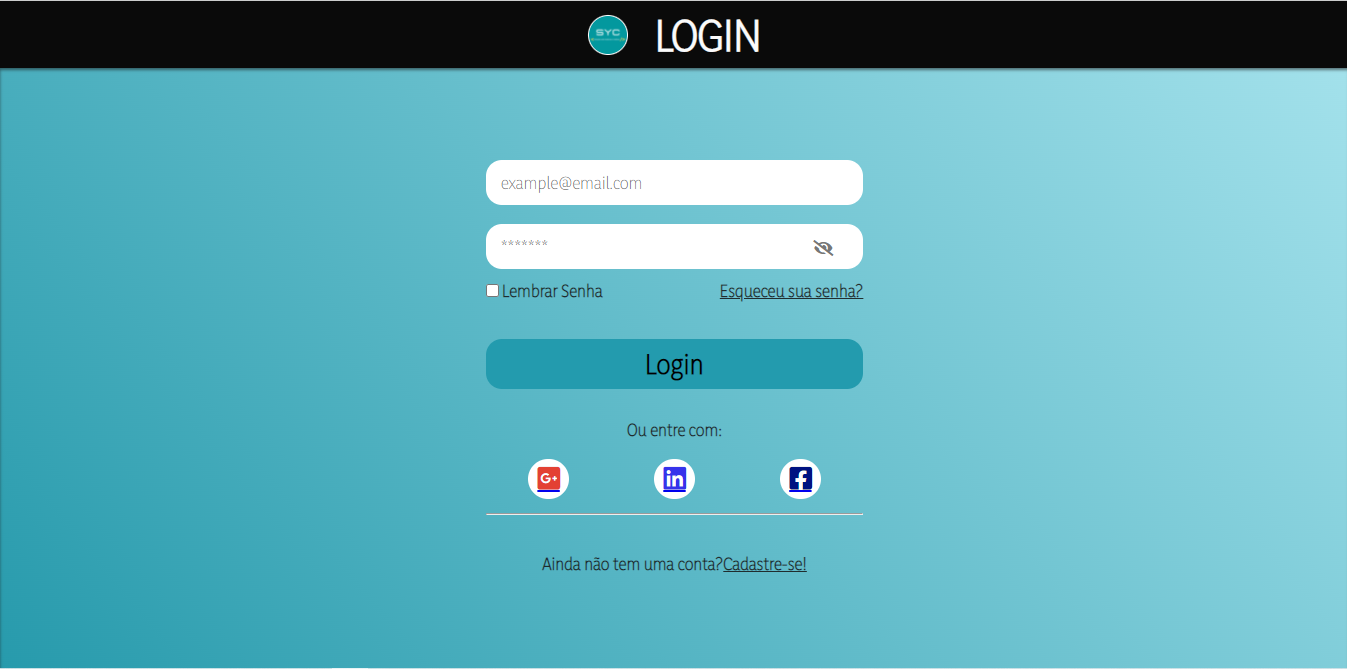 SYC
LOGIN
example@email.com
*******
Lembrar Senha
Esqueceu sua senha?
Login
Ou entre com:
G+
in
f
Ainda não tem uma conta?Cadastre-se!